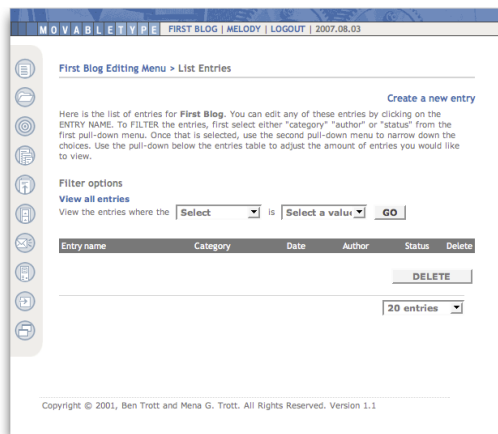 MOVABLETYPE FIRST BLOG | MELODY | LOGOUT | 2007.08.03
First Blog Editing Menu > List Entries
Create a new entry
Here is the list of entries for First Blog. You can edit any of these entries by clicking on the
ENTRY NAME. To FILTER the entries, first select either "category" "author" or "status" from the
first pull-down menu. Once that is selected, use the second pull-down menu to narrow down the
choices. Use the pull-down below the entries table to adjust the amount of entries you would like
to view.
Filter options
View all entries
View the entries where the Select is Select a value GO
Entry name Category Date Author Status Delete
DELETE
20 entries
Copyright © 2001, Ben Trott and Mena G. Trott. All Rights Reserved. Version 1.1